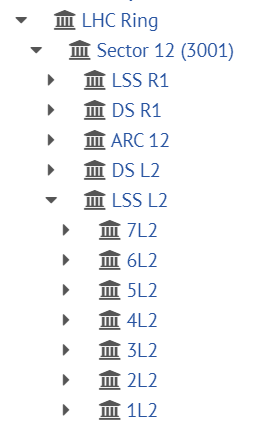 LHC Ring
Sector 12 (3001)
LSS R1
DS R1
ARC 12
DS L2
LSS L2
7L2
6L2
5L2
4L2
3L2
2L2
1L2